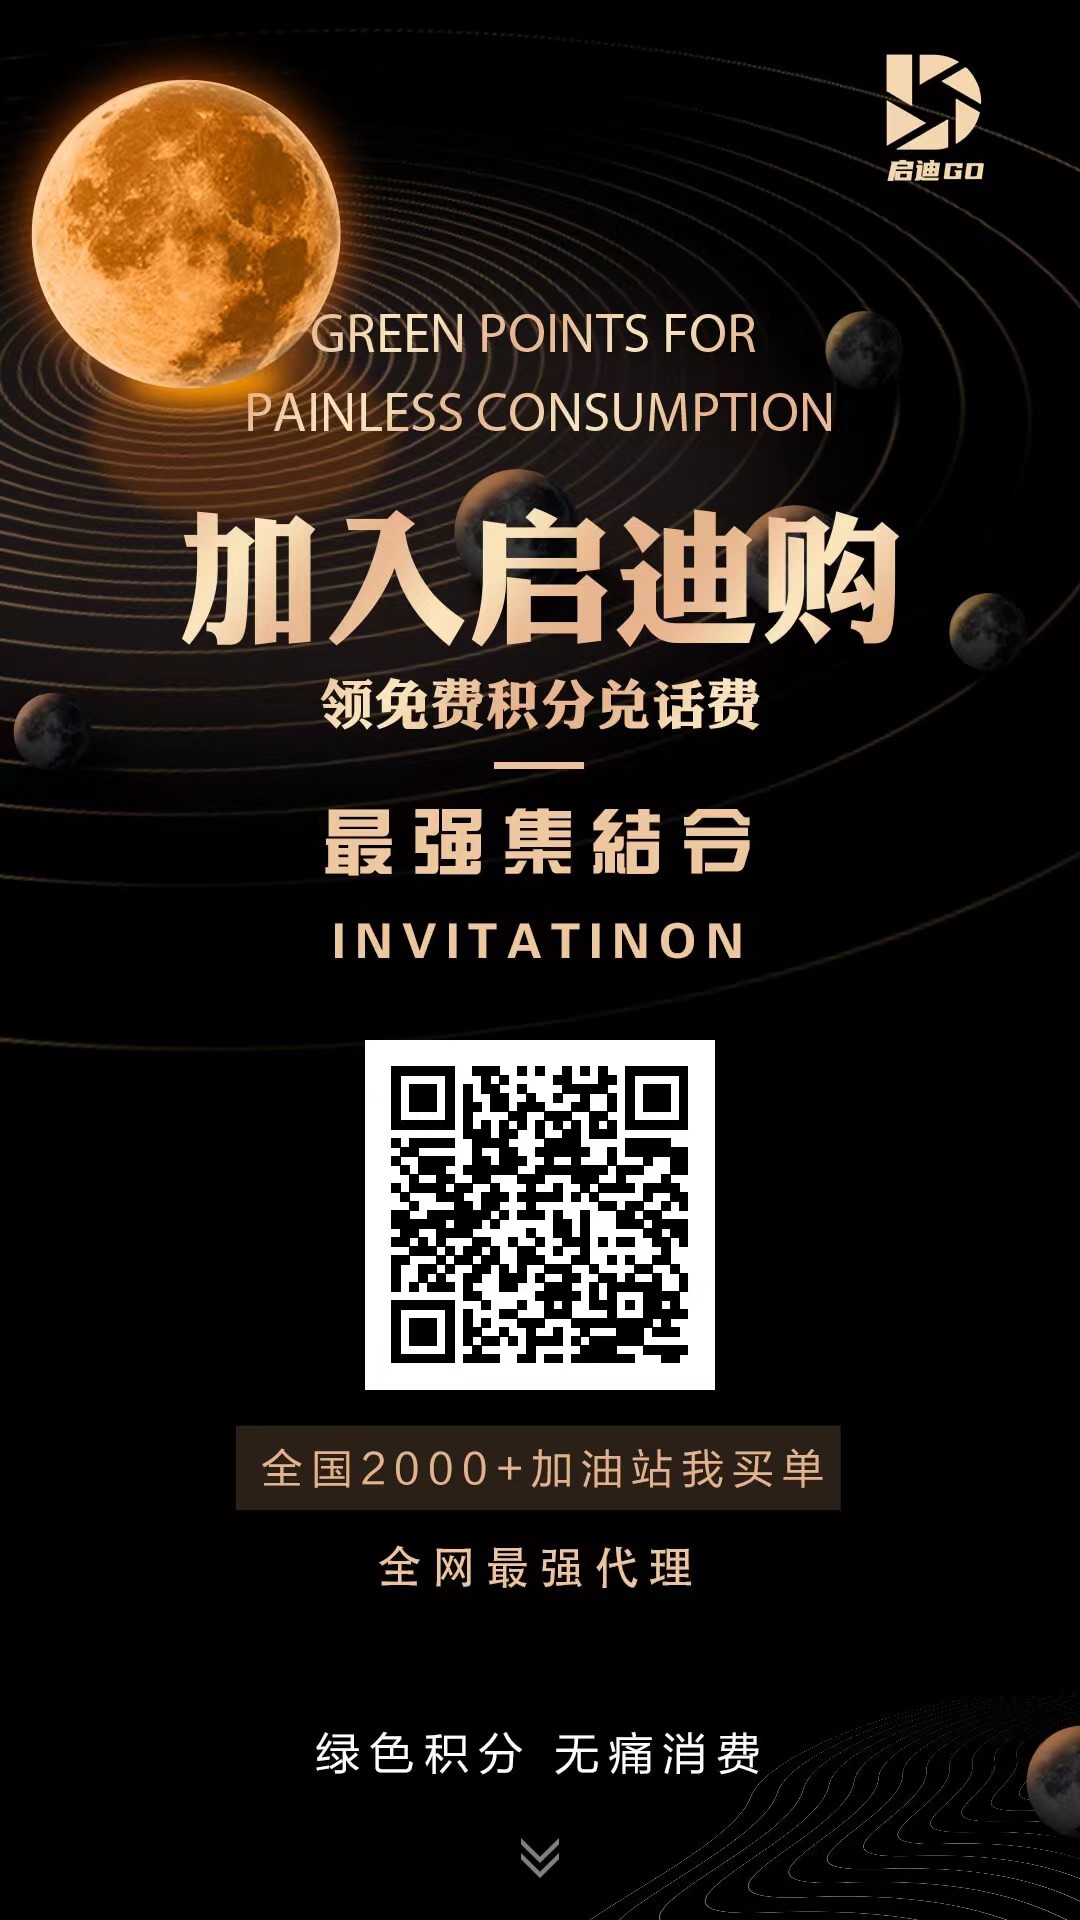 启迪GO
GREEN POINTS FOR
PAINLESS CONSUMPTION
加入启迪购
领免费积分兑话费
最强集結令
INVITATINON
全国2000+加油站我买单
全网最强代理
绿色积分 无痛消费